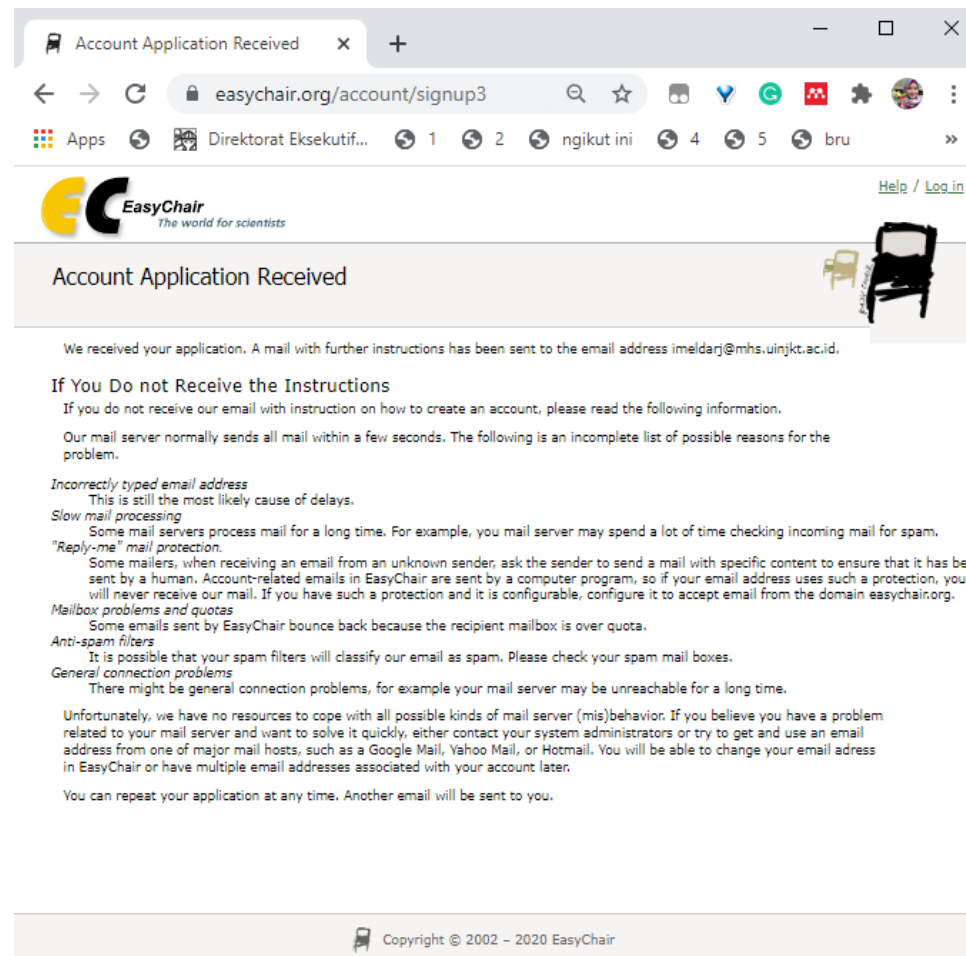 Account Application Received
easychair.org/account/signup3
Apps Direktorat Eksekutif... 1 2 ngikut ini 4 5 bru »
Help / Log in
EC EasyChair
The world for scientists
Account Application Received
EASY CHAIR
We received your application. A mail with further instructions has been sent to the email address imeldarj@mhs.uinjkt.ac.id.
If You Do not Receive the Instructions
If you do not receive our email with instruction on how to create an account, please read the following information.
Our mail server normally sends all mail within a few seconds. The following is an incomplete list of possible reasons for the
problem.
Incorrectly typed email address
This is still the most likely cause of delays.
Slow mail processing
Some mail servers process mail for a long time. For example, you mail server may spend a lot of time checking incoming mail for spam.
"Reply-me" mail protection.
Some mailers, when receiving an email from an unknown sender, ask the sender to send a mail with specific content to ensure that it has be
sent by a human. Account-related emails in EasyChair are sent by a computer program, so if your email address uses such a protection, you
will never receive our mail. If you have such a protection and it is configurable, configure it to accept email from the domain easychair.org.
Mailbox problems and quotas
Some emails sent by EasyChair bounce back because the recipient mailbox is over quota.
Anti-spam filters
It is possible that your spam filters will classify our email as spam. Please check your spam mail boxes.
General connection problems
There might be general connection problems, for example your mail server may be unreachable for a long time.
Unfortunately, we have no resources to cope with all possible kinds of mail server (mis)behavior. If you believe you have a problem
related to your mail server and want to solve it quickly, either contact your system administrators or try to get and use an email
address from one of major mail hosts, such as a Google Mail, Yahoo Mail, or Hotmail. You will be able to change your email adress
in EasyChair or have multiple email addresses associated with your account later.
You can repeat your application at any time. Another email will be sent to you.
Copyright © 2002 – 2020 EasyChair